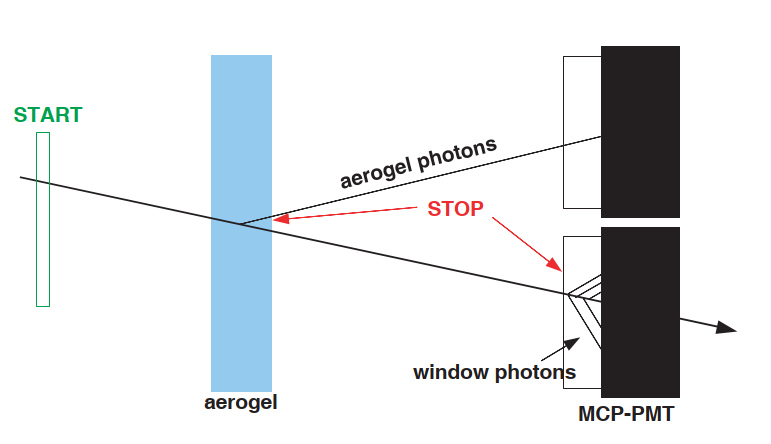 START
aerogel photons
STOP
window photons
aerogel
MCP-PMT